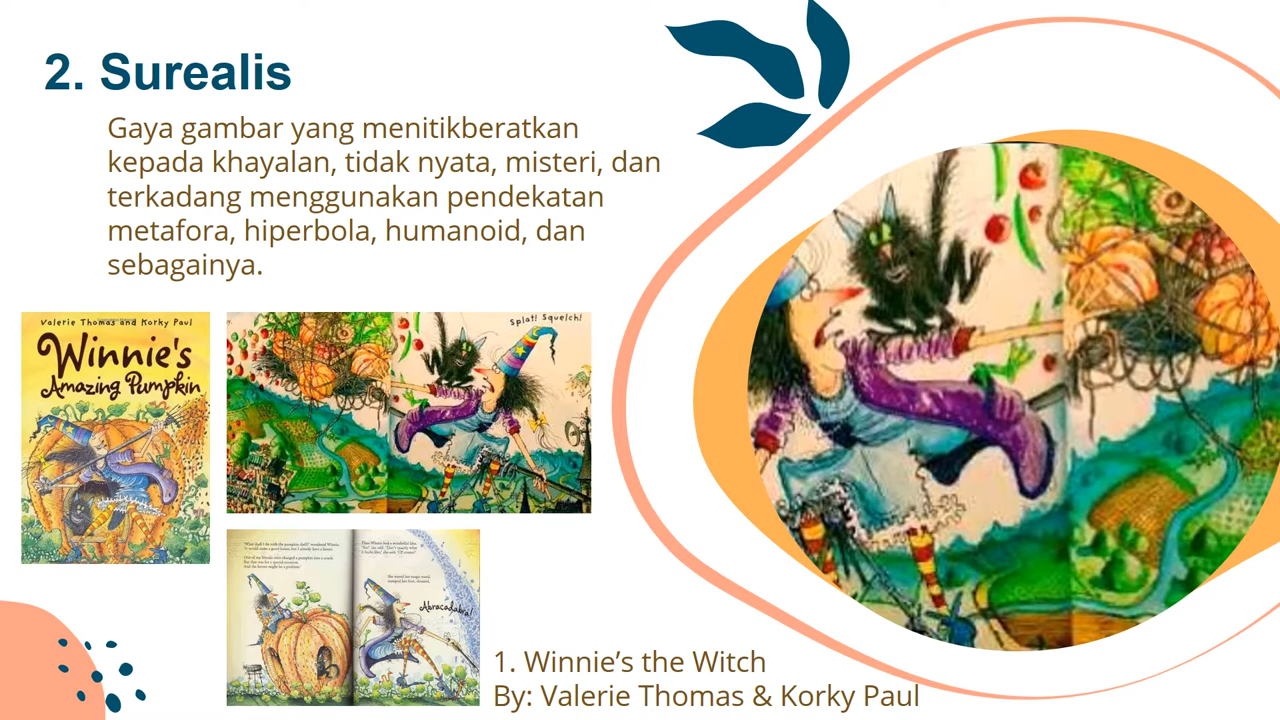 2. Surealis
Gaya gambar yang menitikberatkan
kepada khayalan, tidak nyata, misteri, dan
terkadang menggunakan pendekatan
metafora, hiperbola, humanoid, dan
sebagainya.
Valerie Thomas and Korky Paul
Winnie's
Amazing Pumpkin
Splat! Squelch!
Abracadabra!
1. Winnie’s the Witch
By: Valerie Thomas & Korky Paul